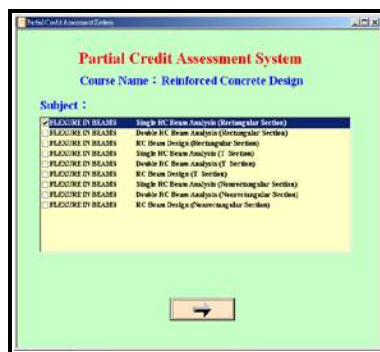 Partial Credit Assessment System
Partial Credit Assessment System
Course Name : Reinforced Concrete Design
Subject :
FLEXURE IN BEAMS Single RC Beam Analysis (Rectangular Section)
FLEXURE IN BEAMS Double RC Beam Analysis (Rectangular Section)
FLEXURE IN BEAMS RC Beam Design (Rectangular Section)
FLEXURE IN BEAMS Single RC Beam Analysis (T Section)
FLEXURE IN BEAMS Double RC Beam Analysis (T Section)
FLEXURE IN BEAMS RC Beam Design (T Section)
FLEXURE IN BEAMS Single RC Beam Analysis (Nonrectangular Section)
FLEXURE IN BEAMS Double RC Beam Analysis (Nonrectangular Section)
FLEXURE IN BEAMS RC Beam Design (Nonrectangular Section)